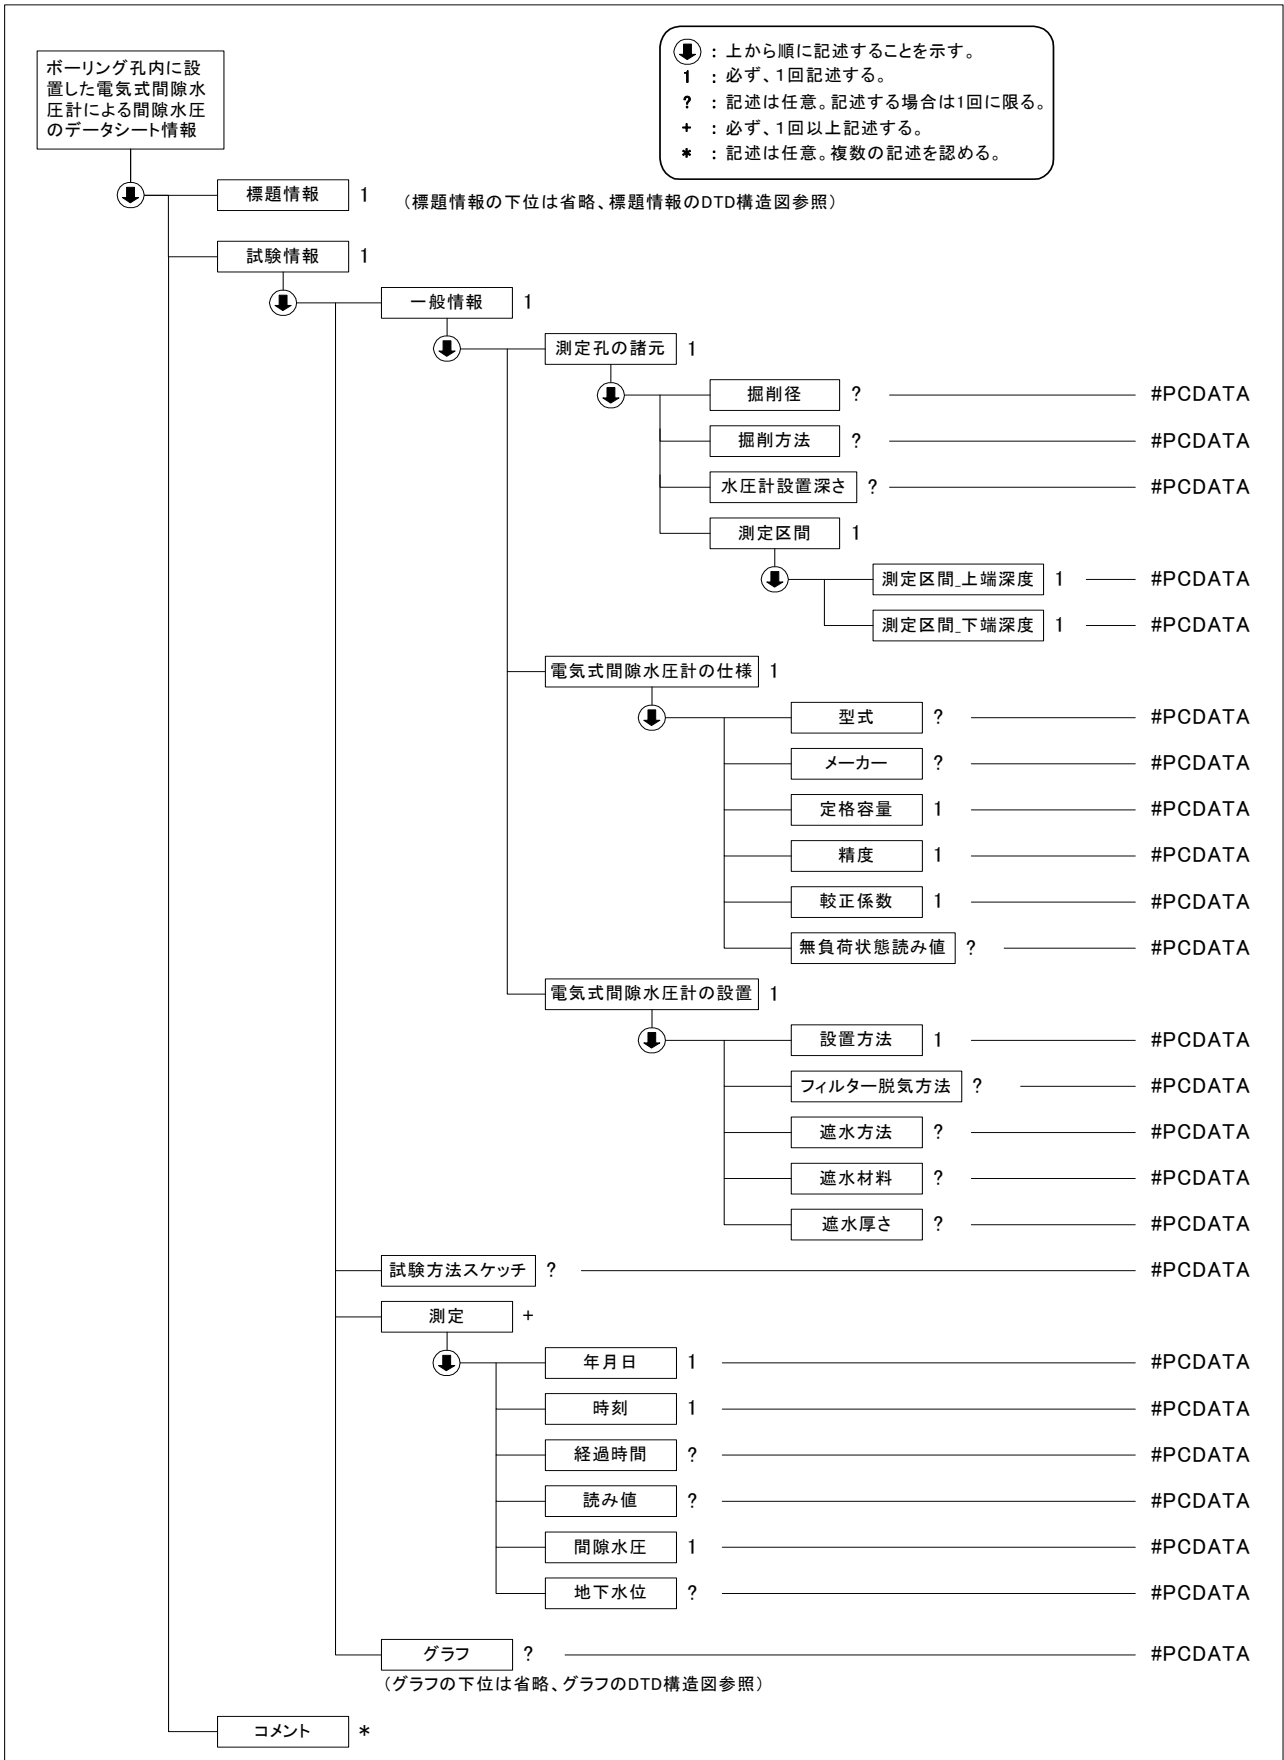 ボーリング孔内に設
置した電気式間隙水
圧計による間隙水圧
のデータシート情報
：上から順に記述することを示す。
1 ：必ず、1回記述する。
? ：記述は任意。記述する場合は1回に限る。
+ ：必ず、1回以上記述する。
* ：記述は任意。複数の記述を認める。
標題情報 1 （標題情報の下位は省略、標題情報のDTD構造図参照）
試験情報 1
一般情報 1
測定孔の諸元 1
掘削径 ? #PCDATA
掘削方法 ? #PCDATA
水圧計設置深さ ? #PCDATA
測定区間 1
測定区間_上端深度 1 #PCDATA
測定区間_下端深度 1 #PCDATA
電気式間隙水圧計の仕様 1
型式 ? #PCDATA
メーカー ? #PCDATA
定格容量 1 #PCDATA
精度 1 #PCDATA
較正係数 1 #PCDATA
無負荷状態読み値 ? #PCDATA
電気式間隙水圧計の設置 1
設置方法 1 #PCDATA
フィルター脱気方法 ? #PCDATA
遮水方法 ? #PCDATA
遮水材料 ? #PCDATA
遮水厚さ ? #PCDATA
試験方法スケッチ ? #PCDATA
測定 +
年月日 1 #PCDATA
時刻 1 #PCDATA
経過時間 ? #PCDATA
読み値 ? #PCDATA
間隙水圧 1 #PCDATA
地下水位 ? #PCDATA
グラフ ? #PCDATA
（グラフの下位は省略、グラフのDTD構造図参照）
コメント *